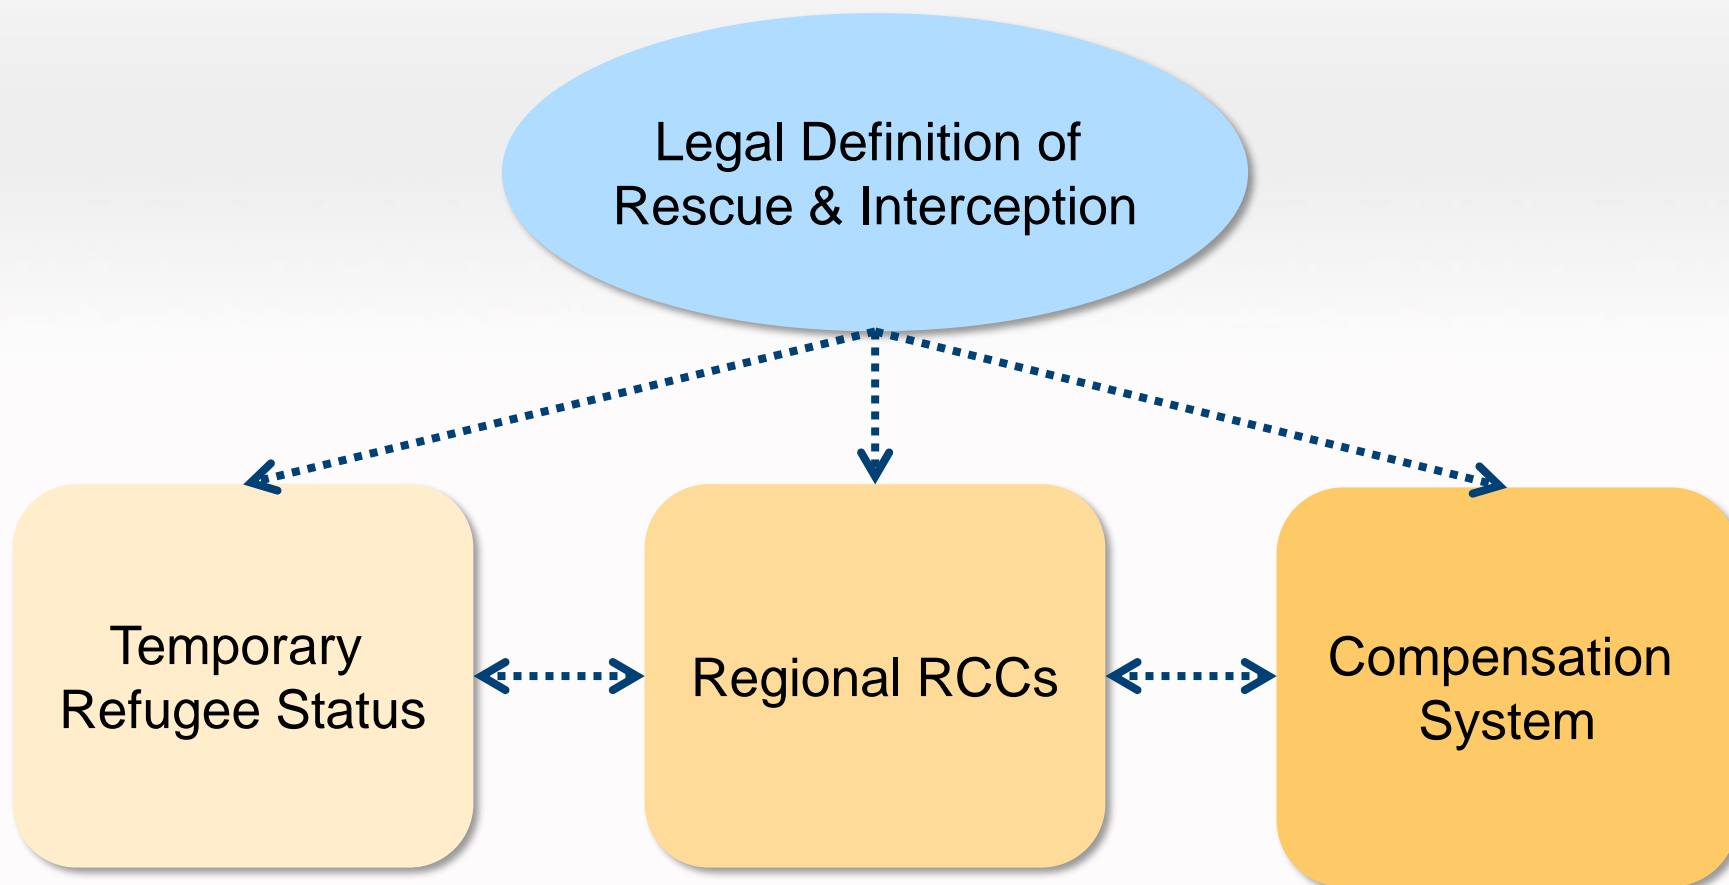 Legal Definition of
Rescue & Interception
Temporary
Refugee Status
Regional RCCs
Compensation
System